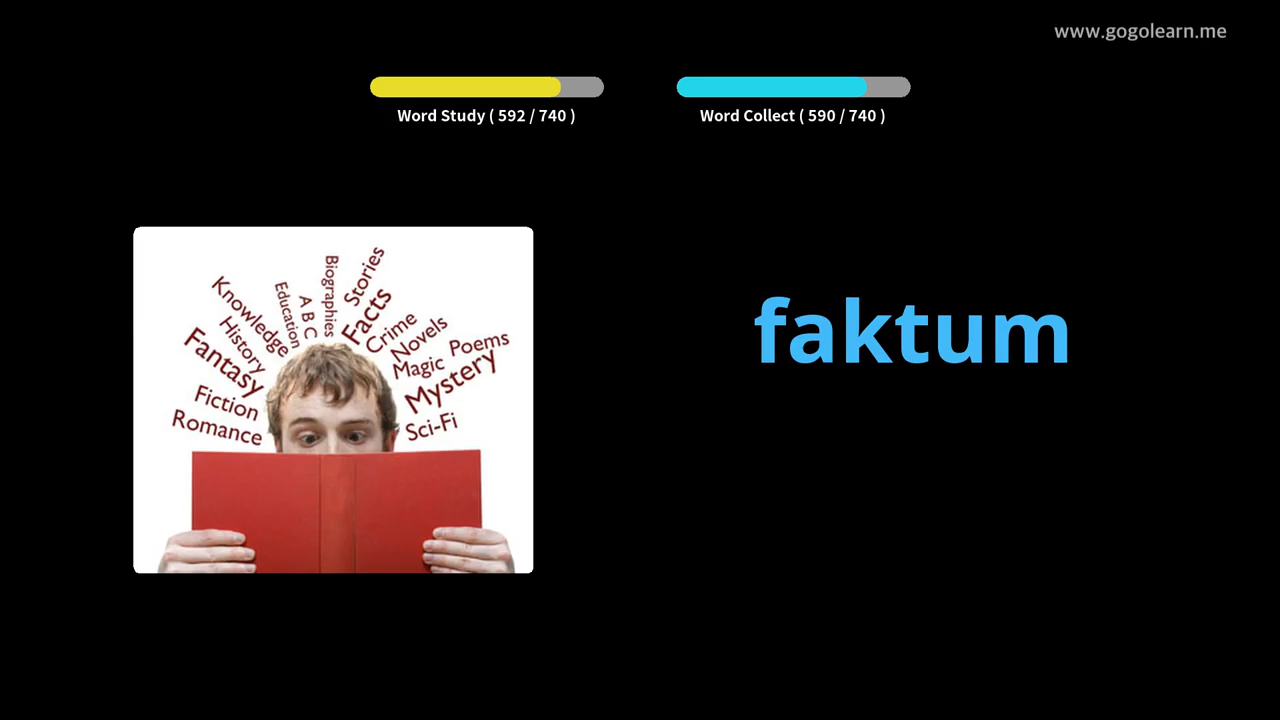 www.gogolearn.me
Word Study ( 592 / 740 )
Word Collect ( 590 / 740 )
Stories
Biographies
Facts
A B C
Education
Knowledge
Crime
Novels
History
Poems
Fantasy
Magic
Mystery
Fiction
Romance
Sci-Fi
faktum